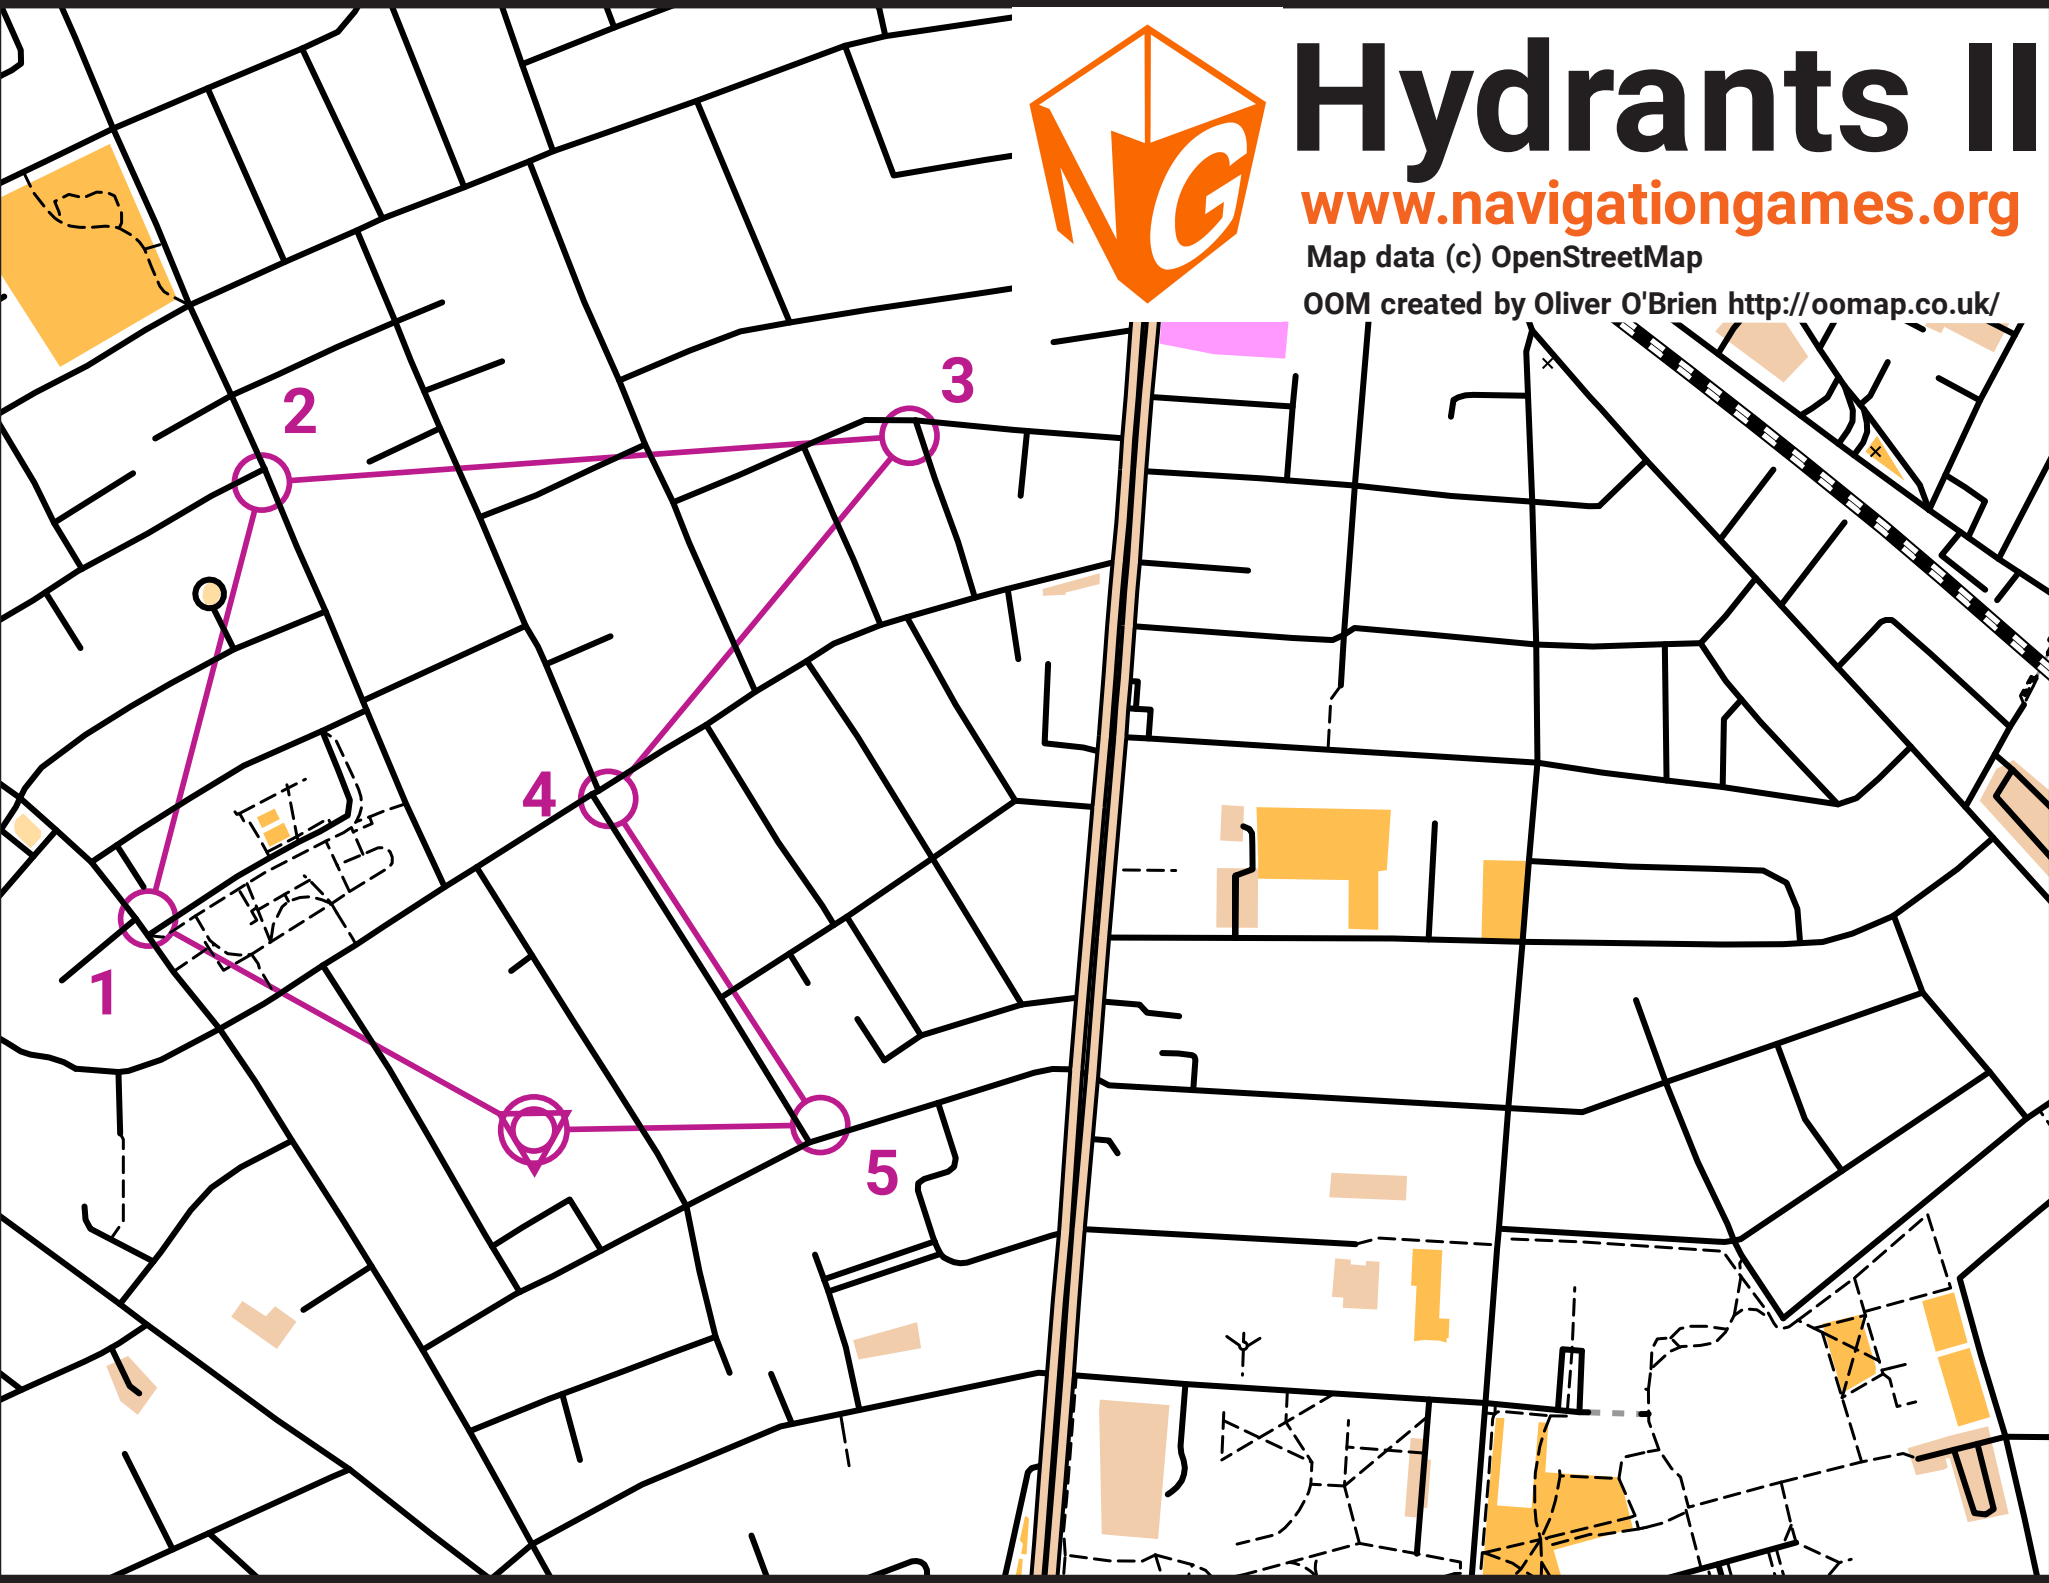 Hydrants II
NG
www.navigationgames.org
Map data (c) OpenStreetMap
OOM created by Oliver O'Brien http://oomap.co.uk/
3
2
4
1
5